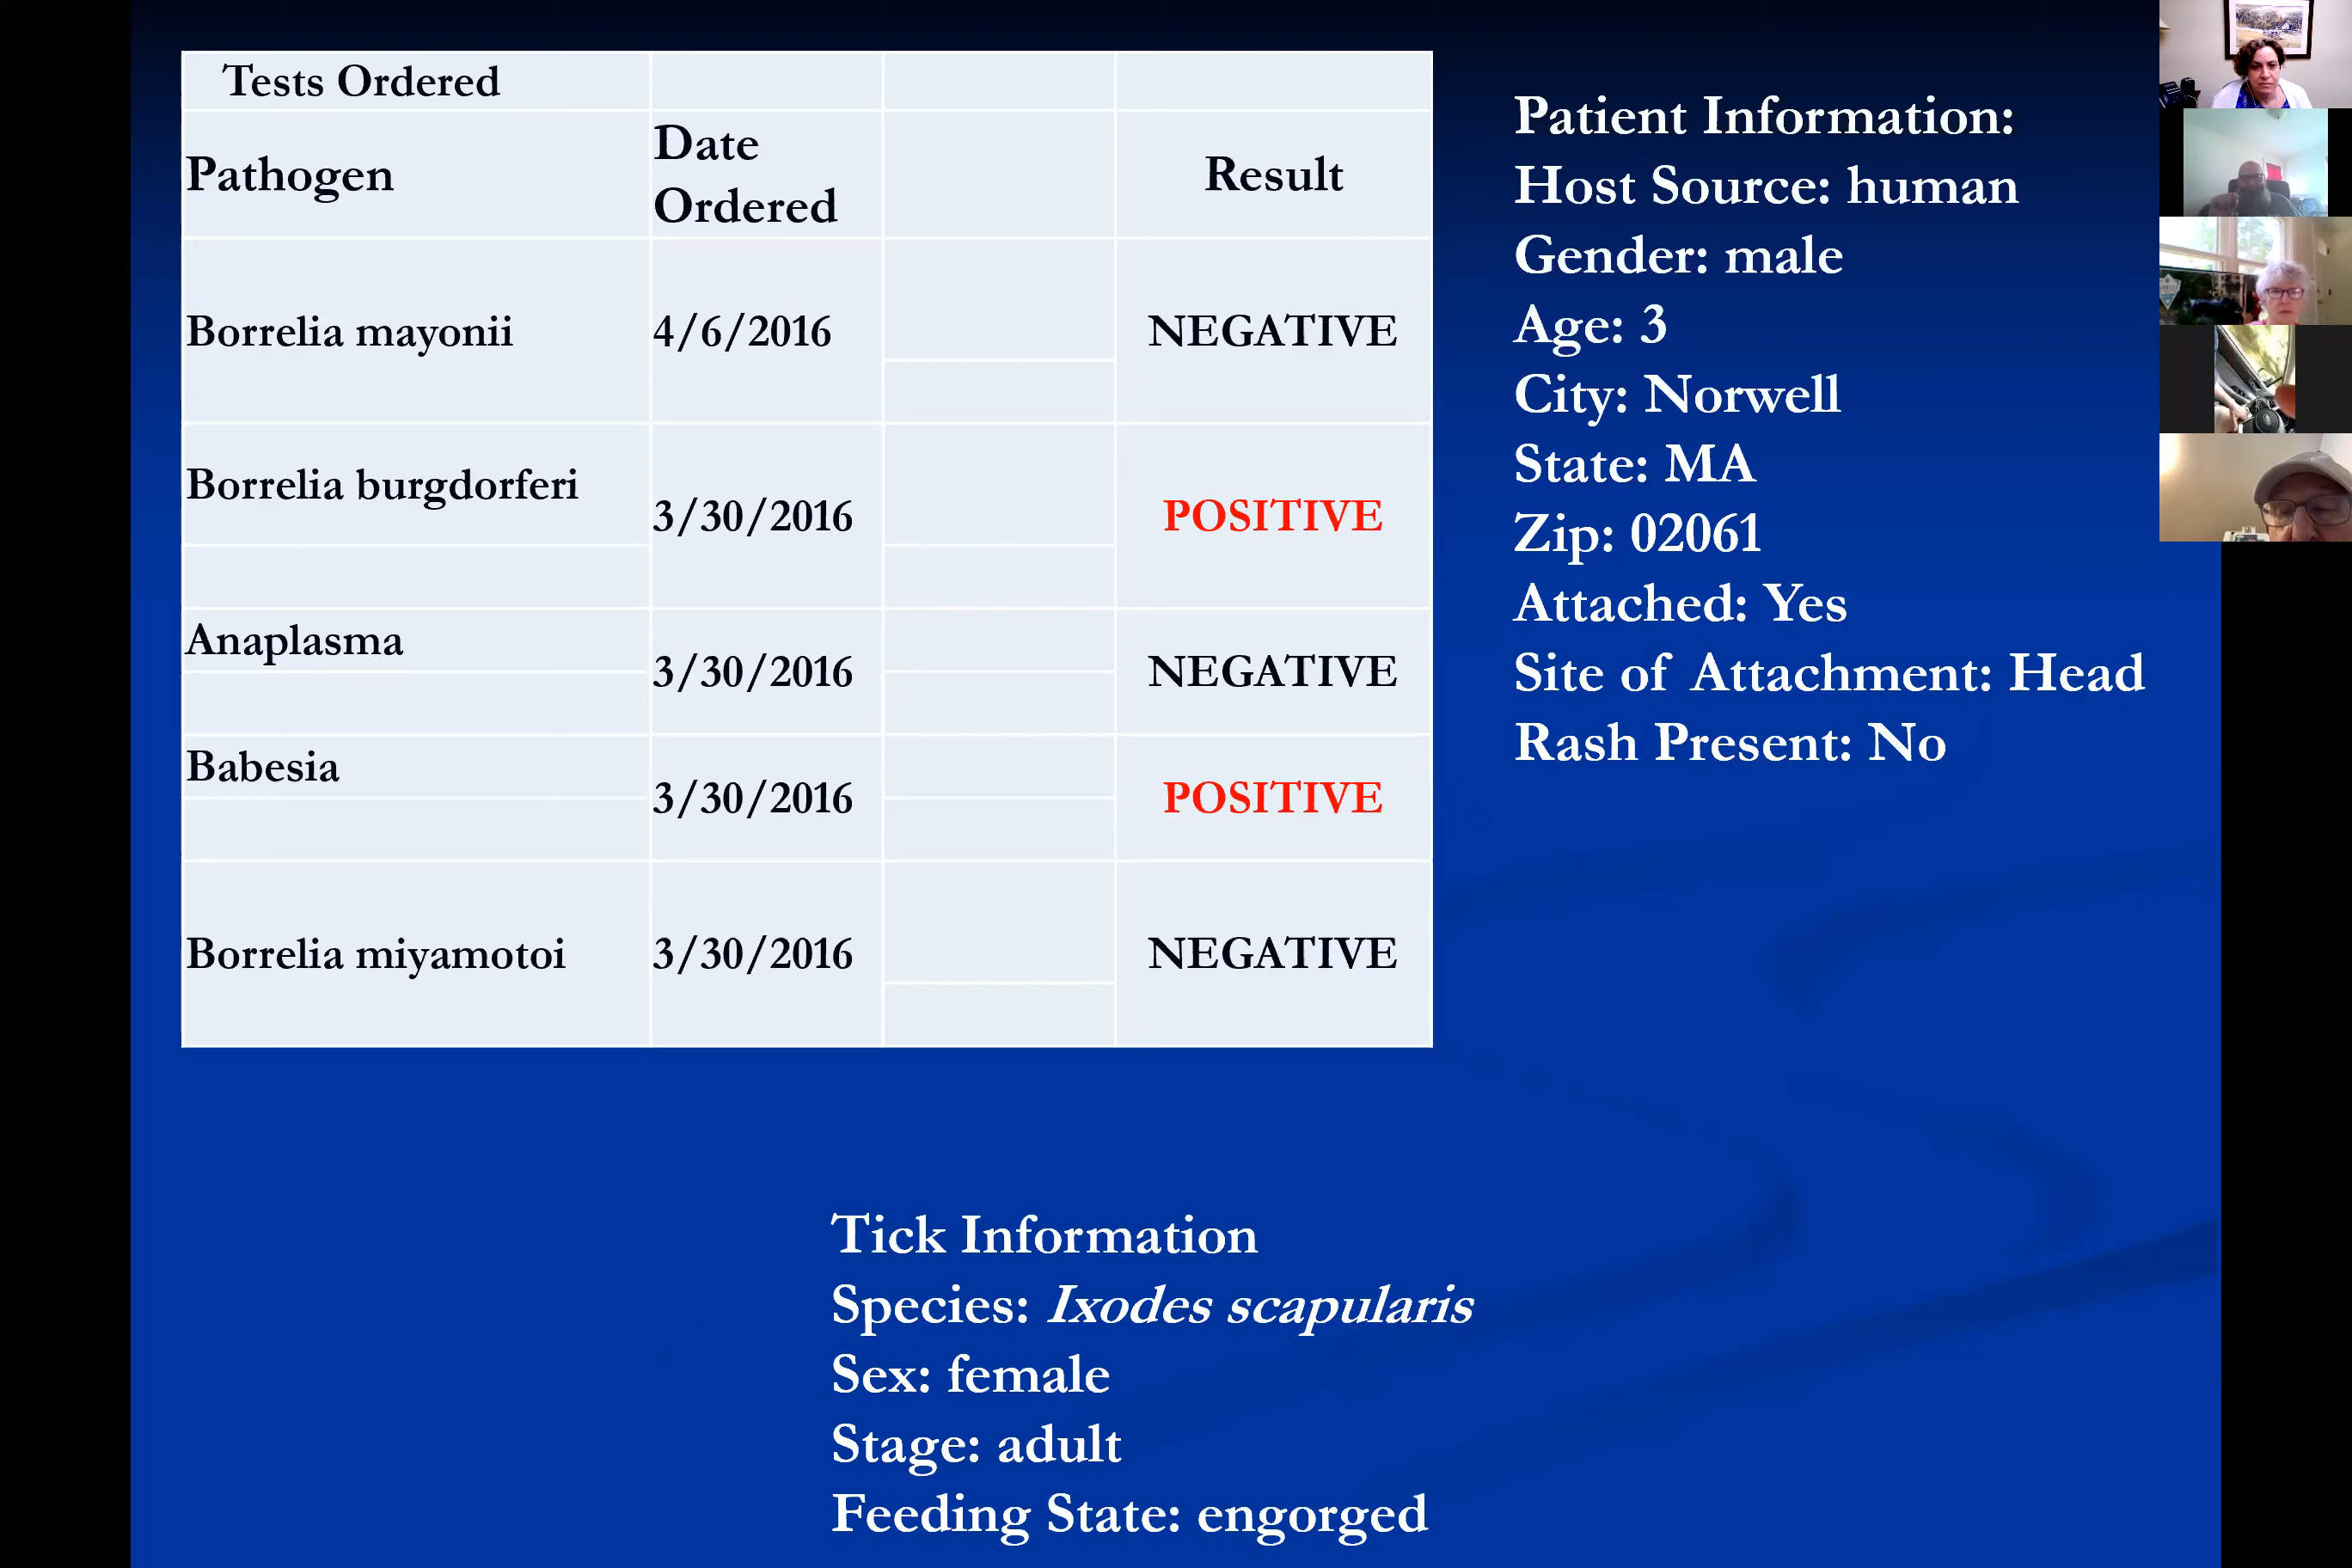 Tests Ordered
Pathogen Date Ordered Result
Borrelia mayonii 4/6/2016 NEGATIVE
Borrelia burgdorferi 3/30/2016 POSITIVE
Anaplasma 3/30/2016 NEGATIVE
Babesia 3/30/2016 POSITIVE
Borrelia miyamotoi 3/30/2016 NEGATIVE
Patient Information:
Host Source: human
Gender: male
Age: 3
City: Norwell
State: MA
Zip: 02061
Attached: Yes
Site of Attachment: Head
Rash Present: No
Tick Information
Species: Ixodes scapularis
Sex: female
Stage: adult
Feeding State: engorged